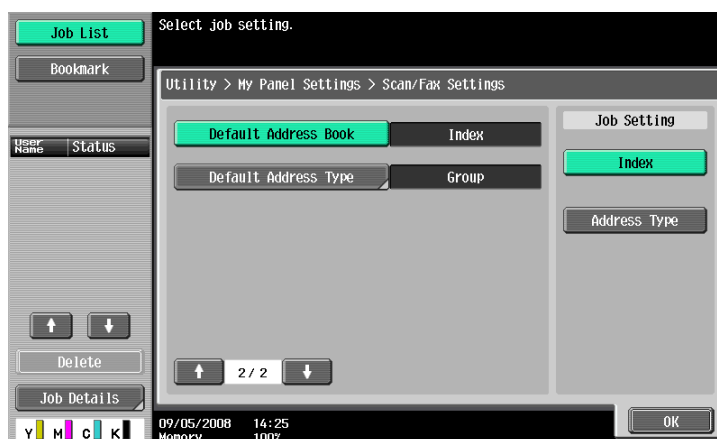 Job List
Bookmark
User Name
Status
Delete
Job Details
Y M C K
Select job setting.
Utility > My Panel Settings > Scan/Fax Settings
Default Address Book
Index
Default Address Type
Group
2/ 2
Job Setting
Index
Address Type
09/05/2008 14:25
Memory 100%
OK